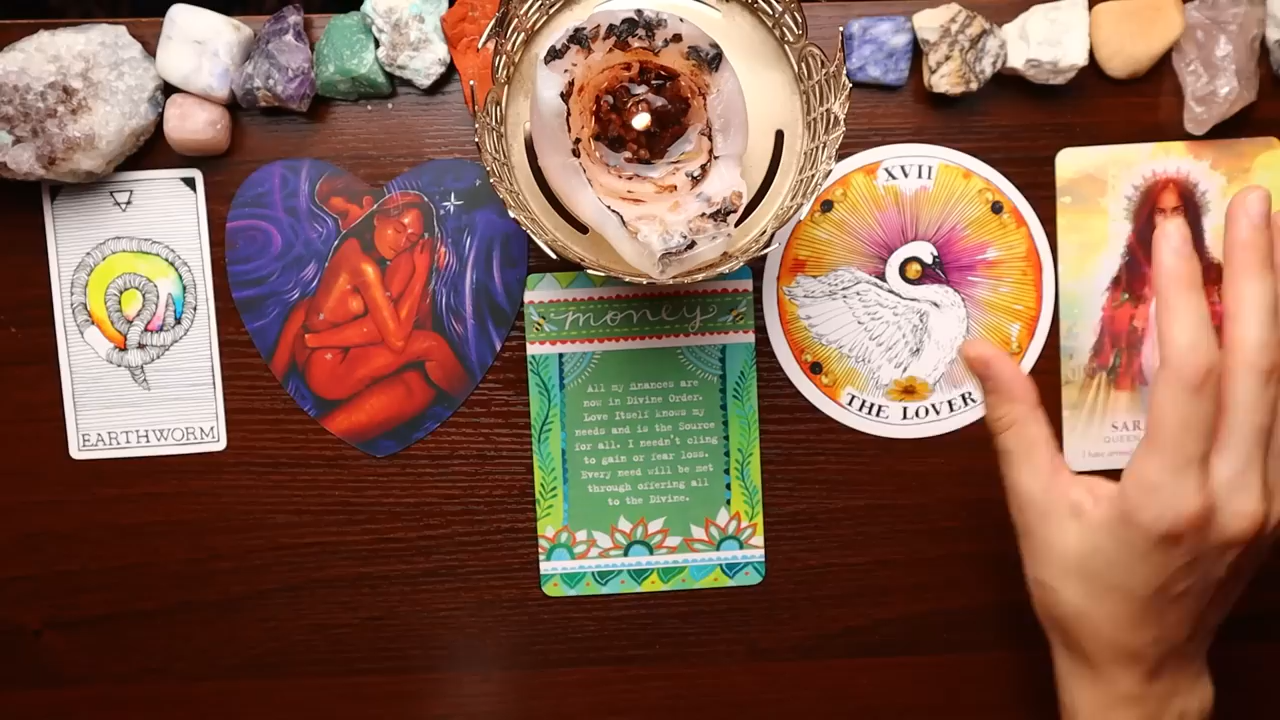 EARTHWORM
money
All my finances are
now in Divine Order.
Love Itself knows my
needs and is the Source
for all. I needn't cling
to gain or fear loss.
Every need will be met
through offering all
to the Divine.
XVII
THE LOVER
QUEEN
I have